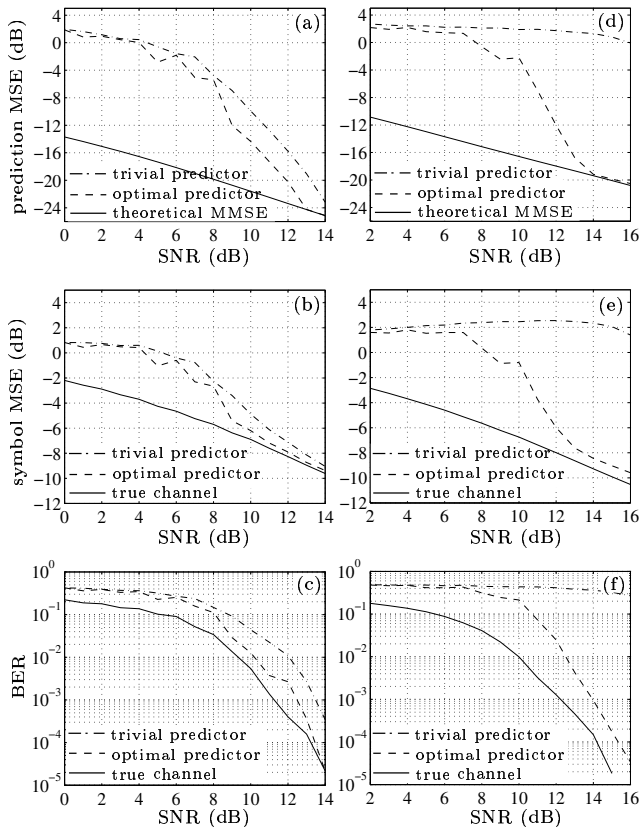 (a)
prediction MSE (dB)
4
0
−4
−8
−12
−16
−20
−24
trivial predictor
optimal predictor
theoretical MMSE
0 2 4 6 8 10 12 14
SNR (dB)
(d)
4
0
−4
−8
−12
−16
−20
−24
trivial predictor
optimal predictor
theoretical MMSE
2 4 6 8 10 12 14 16
SNR (dB)
(b)
symbol MSE (dB)
4
2
0
−2
−4
−6
−8
−10
−12
trivial predictor
optimal predictor
true channel
0 2 4 6 8 10 12 14
SNR (dB)
(e)
4
2
0
−2
−4
−6
−8
−10
−12
trivial predictor
optimal predictor
true channel
2 4 6 8 10 12 14 16
SNR (dB)
(c)
BER
10^0
10^-1
10^-2
10^-3
10^-4
10^-5
trivial predictor
optimal predictor
true channel
0 2 4 6 8 10 12 14
SNR (dB)
(f)
10^0
10^-1
10^-2
10^-3
10^-4
10^-5
trivial predictor
optimal predictor
true channel
2 4 6 8 10 12 14 16
SNR (dB)